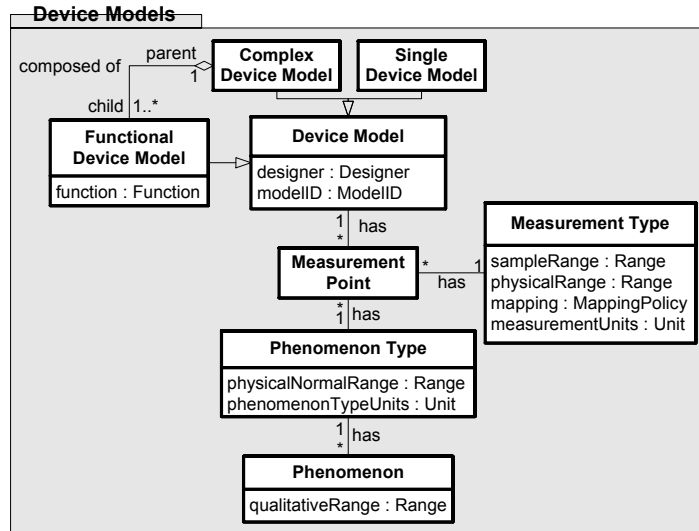 Device Models
parent
composed of
1
child
1..*
Complex
Device Model
Single
Device Model
Functional
Device Model
function : Function
Device Model
designer : Designer
modelID : ModelID
1
has
*
Measurement
Point
*
1
has
Measurement Type
sampleRange : Range
physicalRange : Range
mapping : MappingPolicy
measurementUnits : Unit
*
has
1
Phenomenon Type
physicalNormalRange : Range
phenomenonTypeUnits : Unit
1
has
*
Phenomenon
qualitativeRange : Range